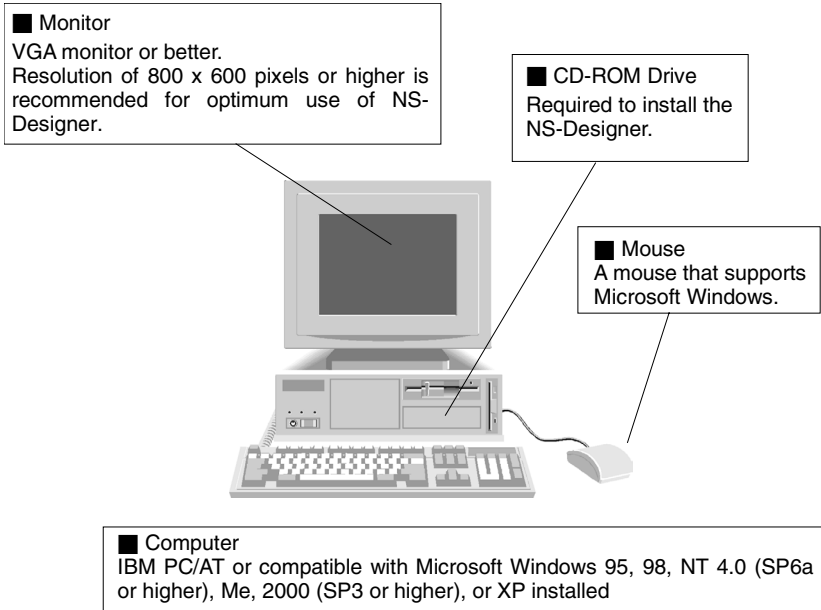 ■ Monitor
VGA monitor or better.
Resolution of 800 x 600 pixels or higher is
recommended for optimum use of NS-
Designer.
■ CD-ROM Drive
Required to install the
NS-Designer.
■ Mouse
A mouse that supports
Microsoft Windows.
■ Computer
IBM PC/AT or compatible with Microsoft Windows 95, 98, NT 4.0 (SP6a
or higher), Me, 2000 (SP3 or higher), or XP installed